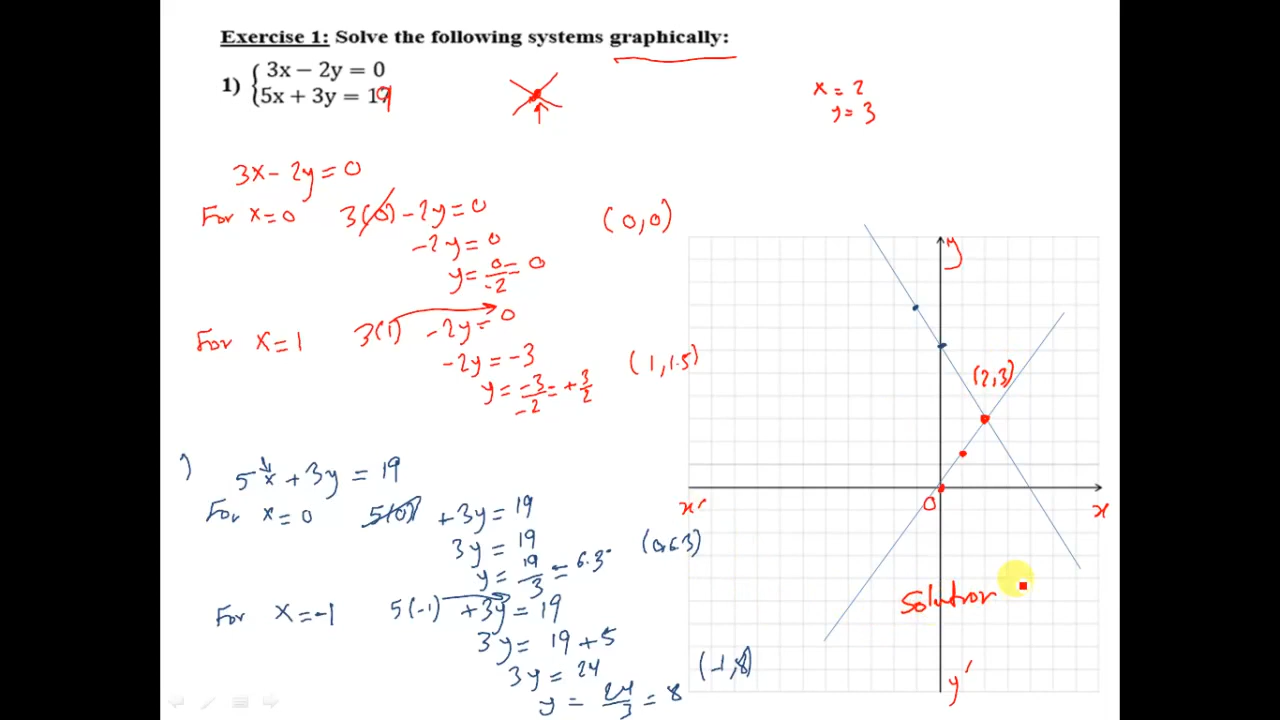 Exercise 1: Solve the following systems graphically:
1) {3x − 2y = 0
5x + 3y = 19
x = 2
y = 3
3x - 2y = 0
For x=0 3(0) - 2y = 0 (0,0)
-2y = 0
y = 0/-2 = 0
For x=1 3(1) - 2y = 0
-2y = -3 (1,1.5)
y = -3/-2 = +3/2
) 5x + 3y = 19
For x=0 5(0) + 3y = 19
3y = 19 (0,6.3)
y = 19/3 = 6.3
For x=-1 5(-1) + 3y = 19
3y = 19 + 5
3y = 24 (-1,8)
y = 24/3 = 8
y
(2,3)
x' O x
Solution
y'